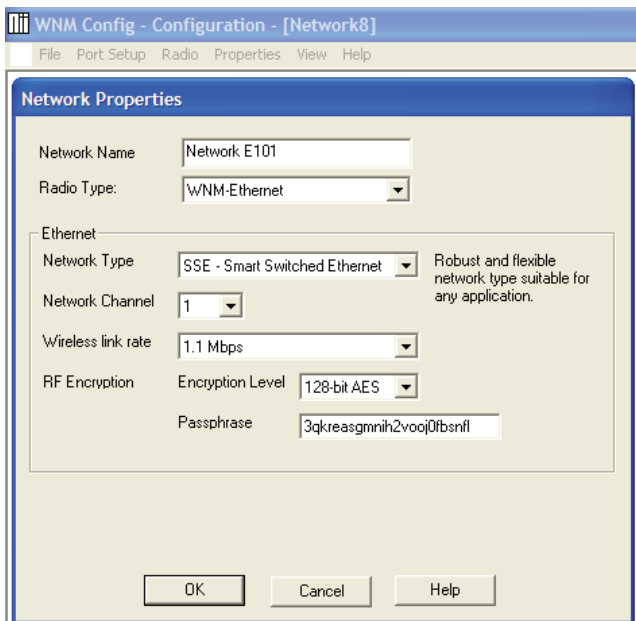 WNM Config - Configuration - [Network8]
File Port Setup Radio Properties View Help
Network Properties
Network Name Network E101
Radio Type: WNM-Ethernet
Ethernet
Network Type SSE - Smart Switched Ethernet Robust and flexible
network type suitable for
any application.
Network Channel 1
Wireless link rate 1.1 Mbps
RF Encryption Encryption Level 128-bit AES
Passphrase 3qkreasgmnih2vooj0fbsnfl
OK Cancel Help